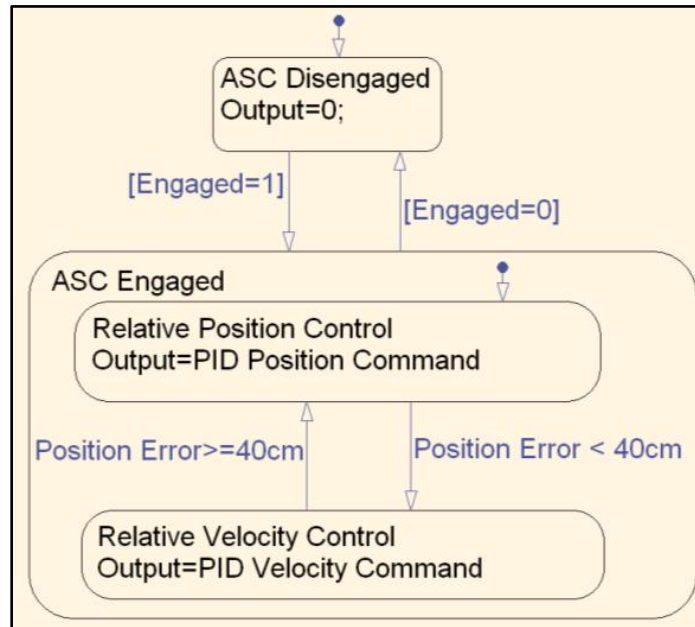 ASC Disengaged
Output=0;
[Engaged=1]
[Engaged=0]
ASC Engaged
Relative Position Control
Output=PID Position Command
Position Error>=40cm
Position Error < 40cm
Relative Velocity Control
Output=PID Velocity Command